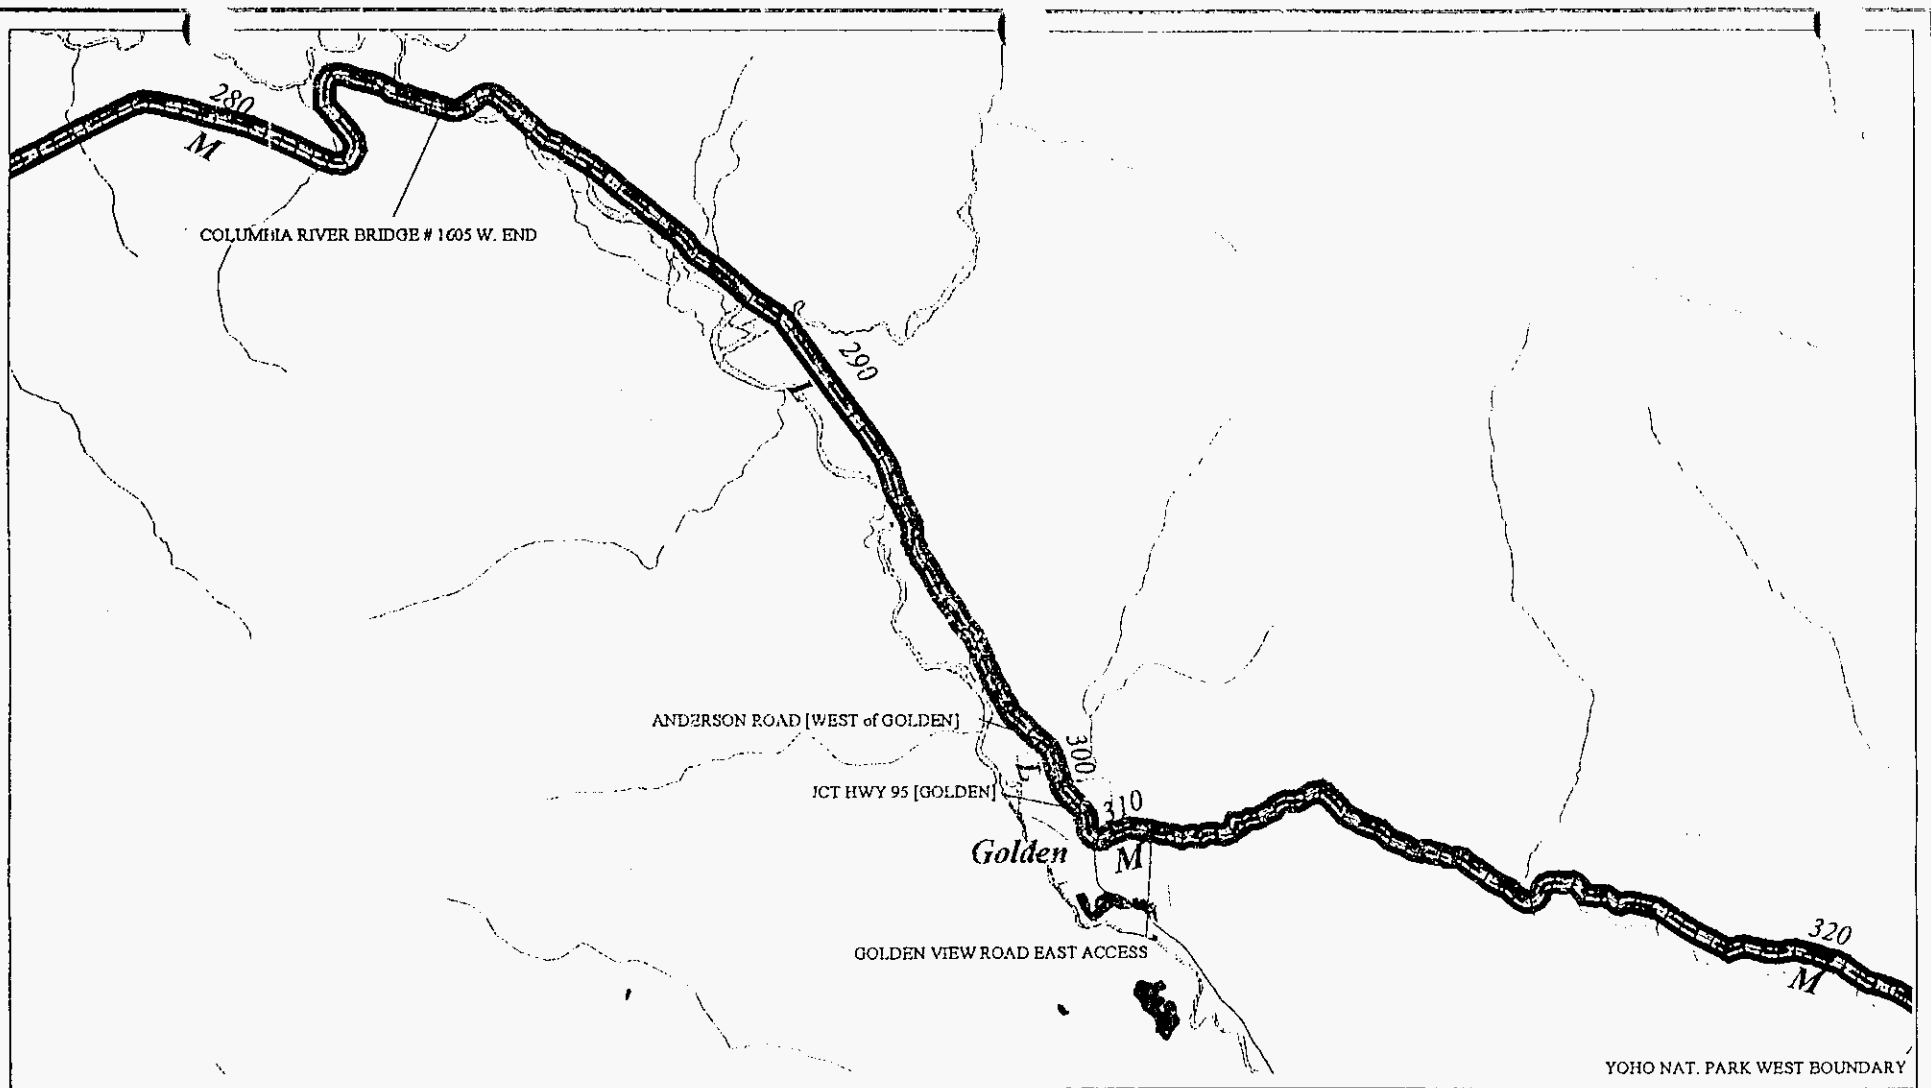 280
M
COLUMBIA RIVER BRIDGE # 1605 W. END
290
L
ANDERSON ROAD [WEST of GOLDEN]
300
L
JCT HWY 95 [GOLDEN]
310
Golden
M
GOLDEN VIEW ROAD EAST ACCESS
320
M
YOHO NAT. PARK WEST BOUNDARY